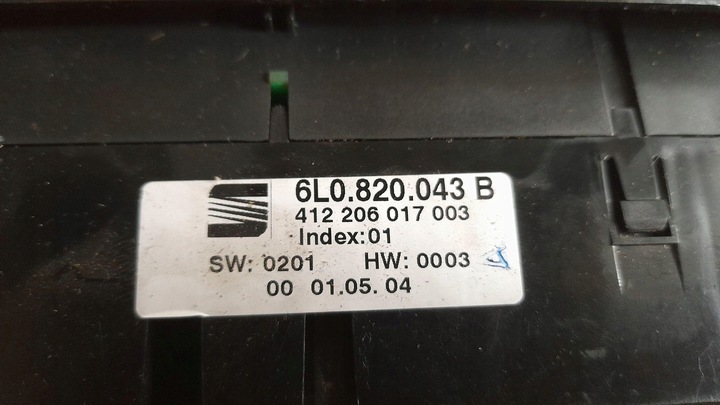 6L0.820.043 B
412 206 017 003
Index:01
SW: 0201 HW: 0003
00 01.05. 04